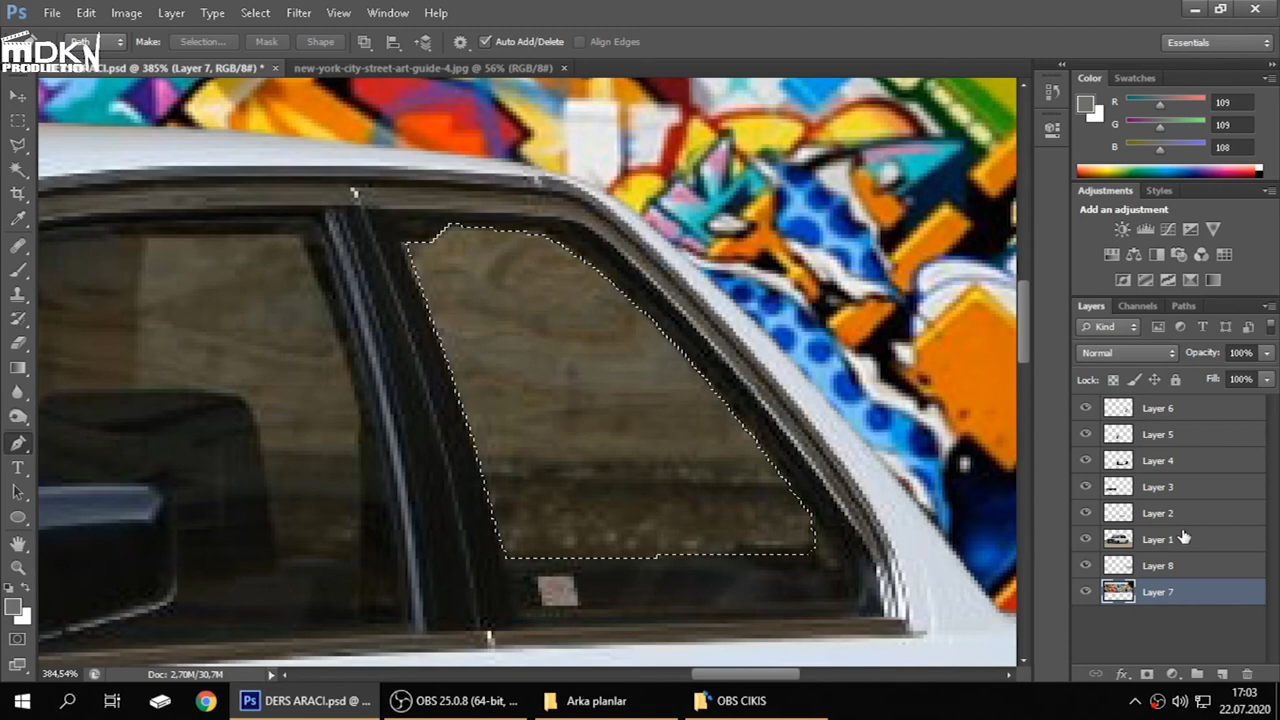 Ps File Edit Image Layer Type Select Filter View Window Help
MDKN
PRODUCTION
Path Make: Selection... Mask Shape Auto Add/Delete Align Edges Essentials
ARACI.psd @ 385% (Layer 7, RGB/8#) * × new-york-city-street-art-guide-4.jpg @ 56% (RGB/8#) ×
Color Swatches
R 109
G 109
B 108
Adjustments Styles
Add an adjustment
Layers Channels Paths
Kind
Normal Opacity: 100%
Lock: Fill: 100%
Layer 6
Layer 5
Layer 4
Layer 3
Layer 2
Layer 1
Layer 8
Layer 7
384,54% Doc: 2,70M/30,7M
Ps DERS ARACI.psd @ ... OBS 25.0.8 (64-bit, ... Arka planlar OBS CIKIS
17:03
22.07.2020